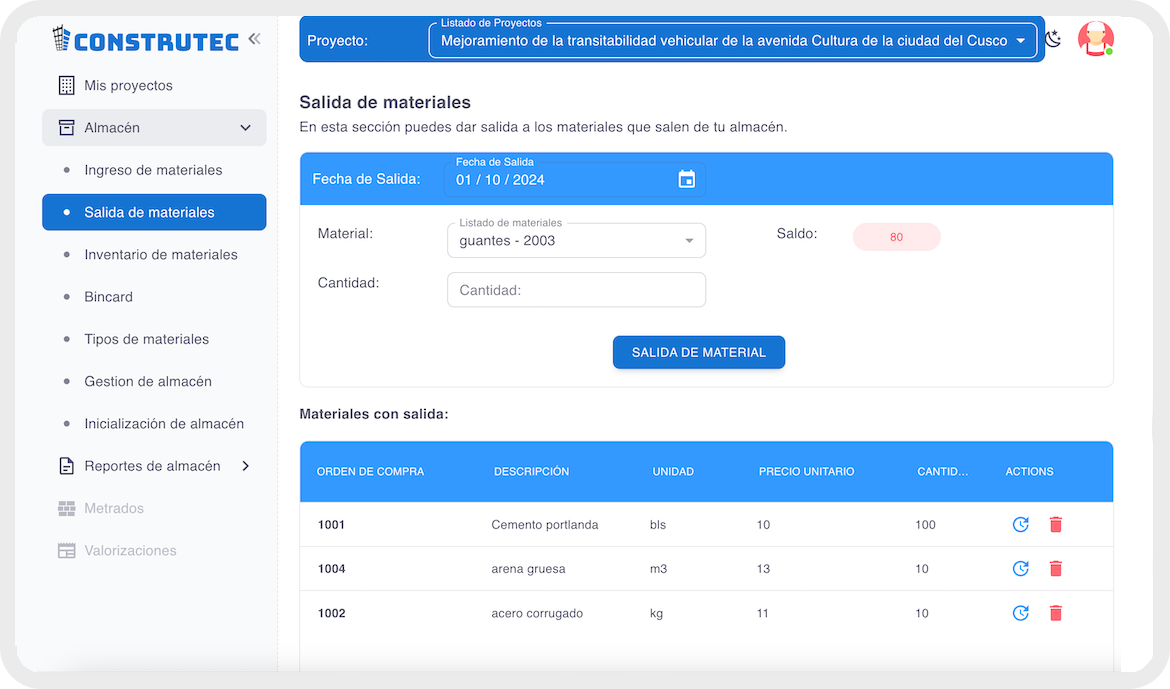 CONSTRUTEC
Mis proyectos
Almacén
Ingreso de materiales
Salida de materiales
Inventario de materiales
Bincard
Tipos de materiales
Gestion de almacén
Inicialización de almacén
Reportes de almacén
Metrados
Valorizaciones
Listado de Proyectos
Proyecto: Mejoramiento de la transitabilidad vehicular de la avenida Cultura de la ciudad del Cusco
Salida de materiales
En esta sección puedes dar salida a los materiales que salen de tu almacén.
Fecha de Salida
Fecha de Salida: 01 / 10 / 2024
Listado de materiales
Material: guantes - 2003 Saldo: 80
Cantidad: Cantidad:
SALIDA DE MATERIAL
Materiales con salida:
ORDEN DE COMPRA DESCRIPCIÓN UNIDAD PRECIO UNITARIO CANTID... ACTIONS
1001 Cemento portlanda bls 10 100
1004 arena gruesa m3 13 10
1002 acero corrugado kg 11 10